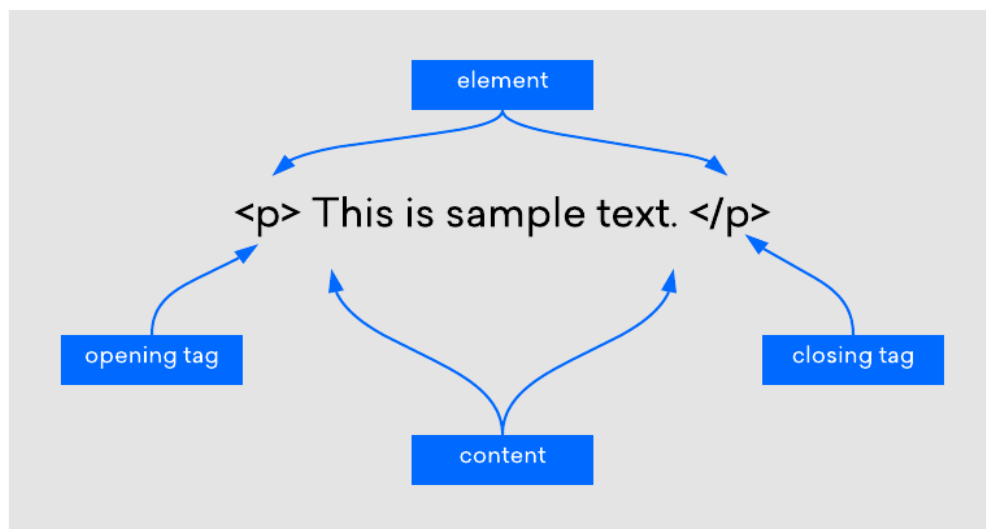 element
<p> This is sample text. </p>
opening tag
closing tag
content